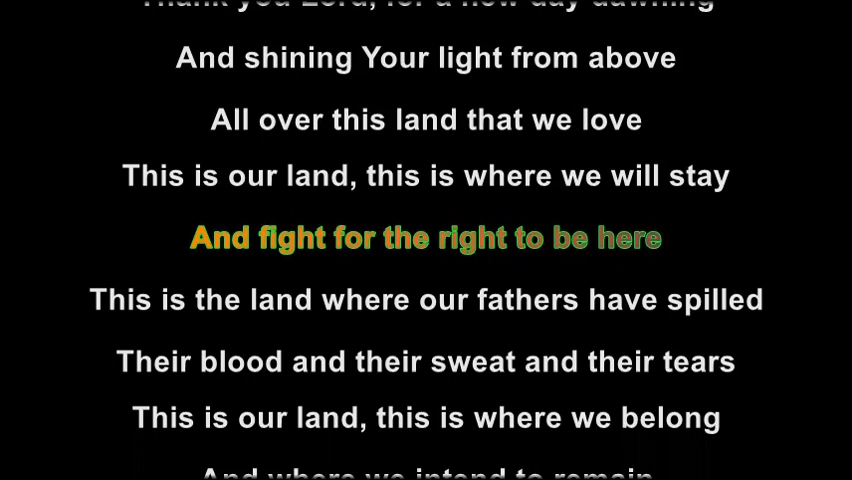 Thank you Lord, for a new day dawning
And shining Your light from above
All over this land that we love
This is our land, this is where we will stay
And fight for the right to be here
This is the land where our fathers have spilled
Their blood and their sweat and their tears
This is our land, this is where we belong
And where we intend to remain